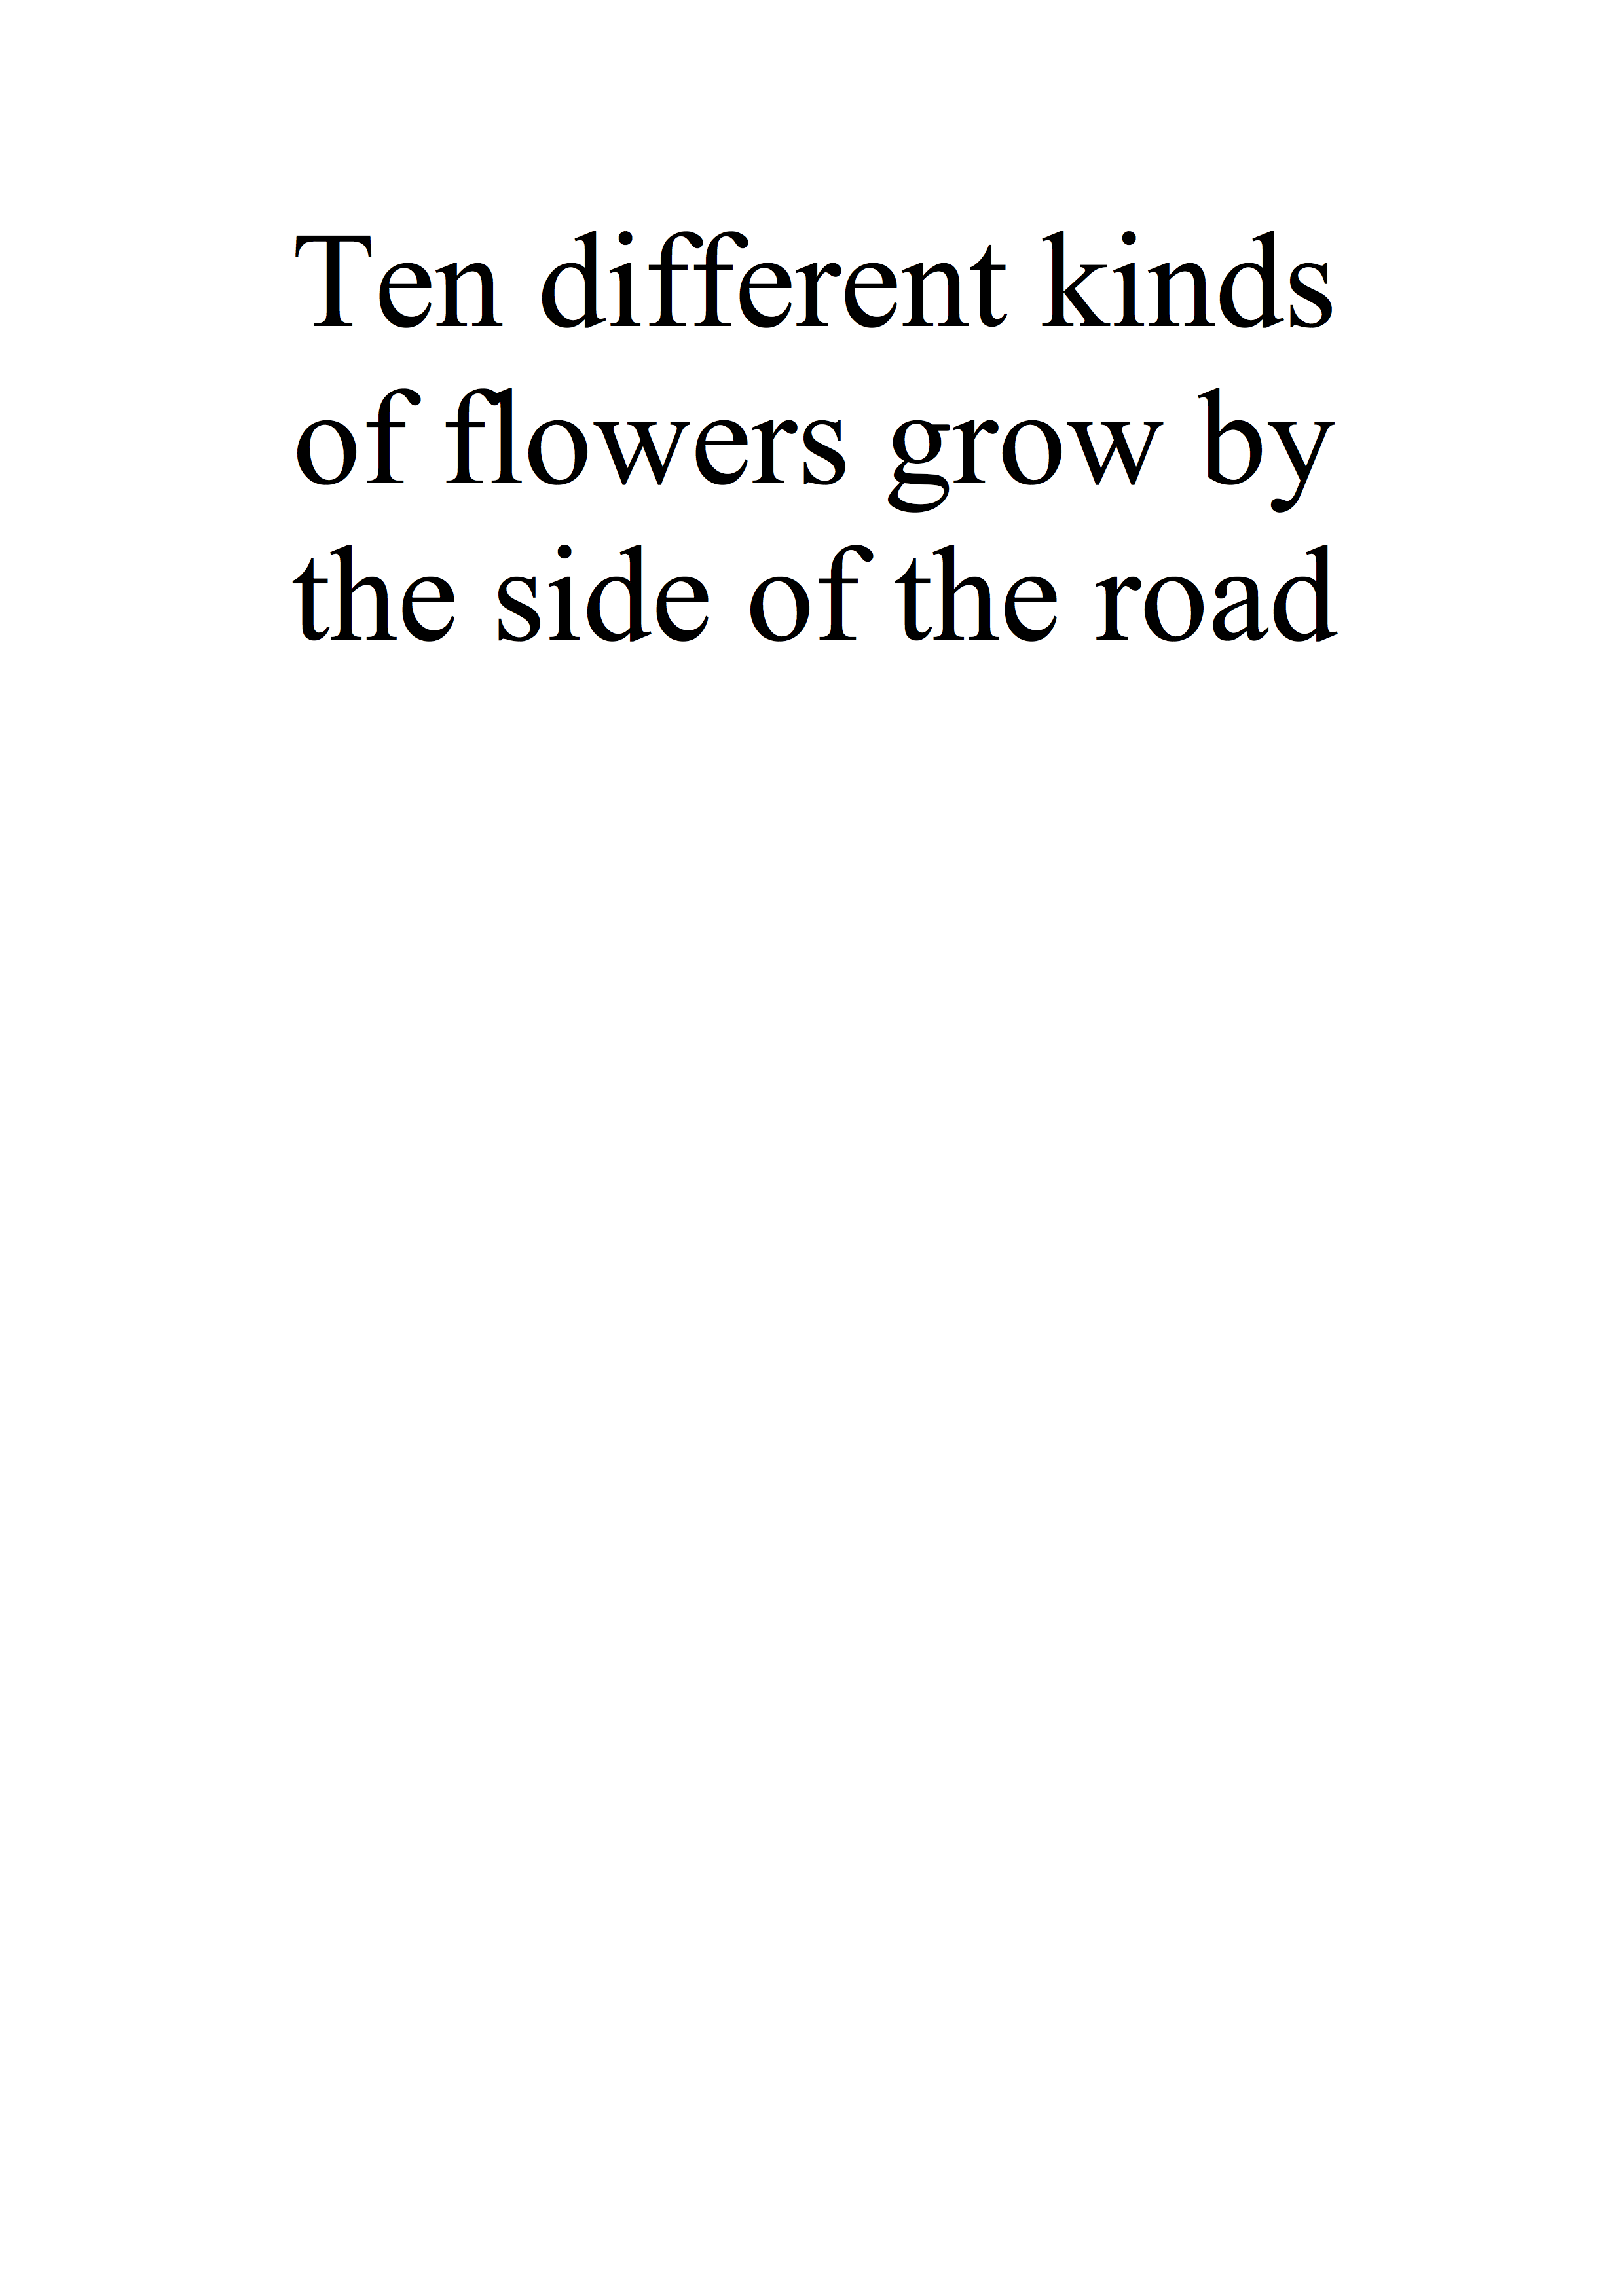 Ten different kinds
of flowers grow by
the side of the road